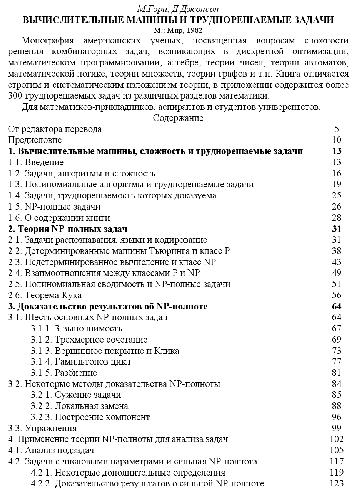 М.Гэри, Д.Джонсон
ВЫЧИСЛИТЕЛЬНЫЕ МАШИНЫ И ТРУДНОРЕШАЕМЫЕ ЗАДАЧИ
М.: Мир, 1982
Монография американских ученых, посвященная вопросам сложности
решения комбинаторных задач, возникающих в дискретной оптимизации,
математическом программировании, алгебре, теории чисел, теории автоматов,
математической логике, теории множеств, теории графов и т.п. Книга отличается
строгим и систематическим изложением теории, в приложении содержится более
300 труднорешаемых задач из различных разделов математики.
Для математиков-прикладников, аспирантов и студентов университетов.
Содержание
От редактора перевода 5
Предисловие 10
1. Вычислительные машины, сложность и труднорешаемые задачи 13
1.1. Введение 13
1.2. Задачи, алгоритмы и сложность 16
1.3. Полиномиальные алгоритмы и труднорешаемые задачи 19
1.4. Задачи, труднорешаемость которых доказуема 25
1.5. NP-полные задачи 26
1.6. О содержании книги 28
2. Теория NP-полных задач 31
2.1. Задачи распознавания, языки и кодирование 31
2.2. Детерминированные машины Тьюринга и класс P 38
2.3. Недетерминированное вычисление и класс NP 43
2.4. Взаимоотношения между классами P и NP 49
2.5. Полиномиальная сводимость и NP-полные задачи 51
2.6. Теорема Кука 56
3. Доказательство результатов об NP-полноте 64
3.1. Шесть основных NP-полных задач 64
3.1.1. 3-выполнимость 67
3.1.2. Трехмерное сочетание 69
3.1.3. Вершинное покрытие и Клика 73
3.1.4. Гамильтонов цикл 77
3.1.5. Разбиение 81
3.2. Некоторые методы доказательства NP-полноты 84
3.2.1. Сужение задачи 85
3.2.2. Локальная замена 88
3.2.3. Построение компонент 96
3.3. Упражнения 99
4. Применение теории NP-полноты для анализа задач 102
4.1. Анализ подзадач 105
4.2. Задачи с числовыми параметрами и сильная NP-полнота 117
4.2.1. Некоторые дополнительные определения 119
4.2.2. Доказательство результатов о сильной NP-полноте 123